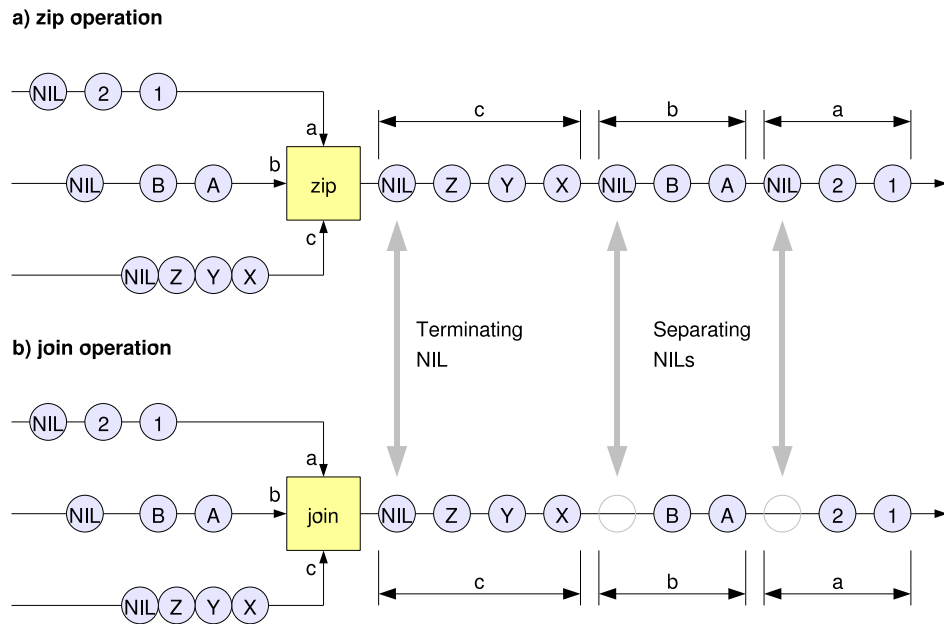 a) zip operation
NIL 2 1
a
c b a
b
NIL B A
zip
NIL Z Y X NIL B A NIL 2 1
c
NIL Z Y X
Terminating
NIL
Separating
NILs
b) join operation
NIL 2 1
a
b
NIL B A
join
NIL Z Y X B A 2 1
c
c b a
NIL Z Y X